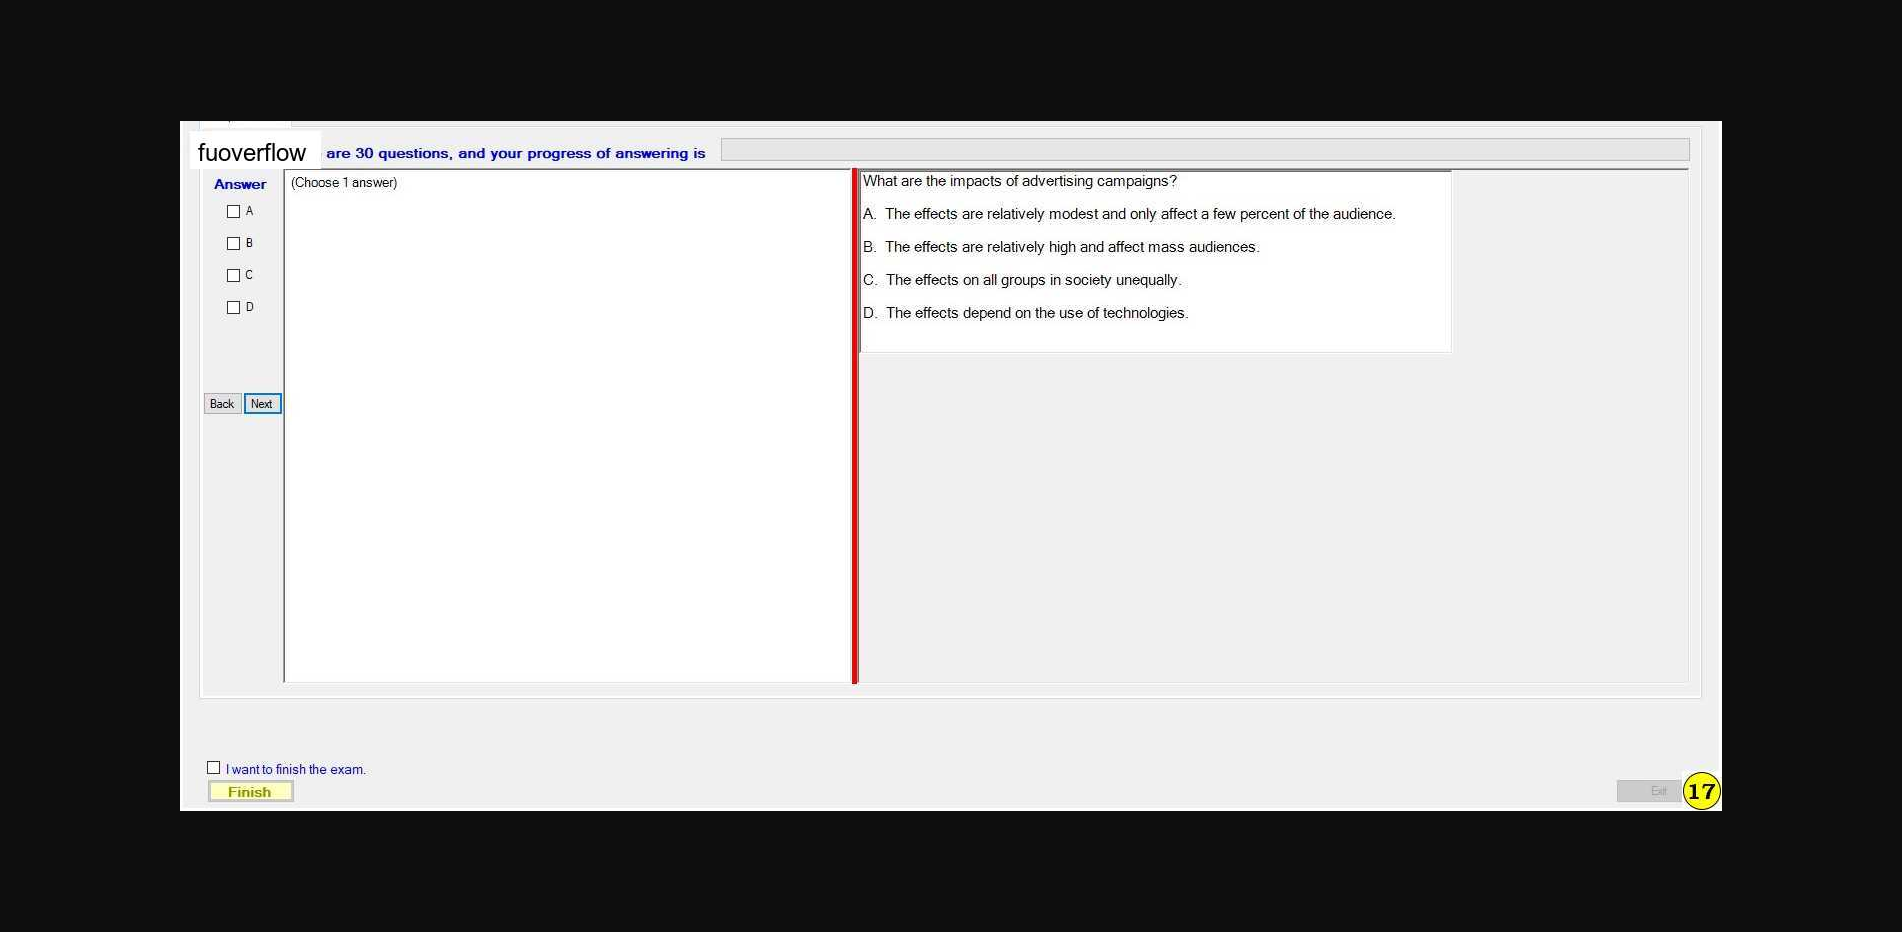 fuoverflow are 30 questions, and your progress of answering is
Answer
(Choose 1 answer)
A
B
C
D
Back Next
What are the impacts of advertising campaigns?
A. The effects are relatively modest and only affect a few percent of the audience.
B. The effects are relatively high and affect mass audiences.
C. The effects on all groups in society unequally.
D. The effects depend on the use of technologies.
I want to finish the exam.
Finish
Exit
17